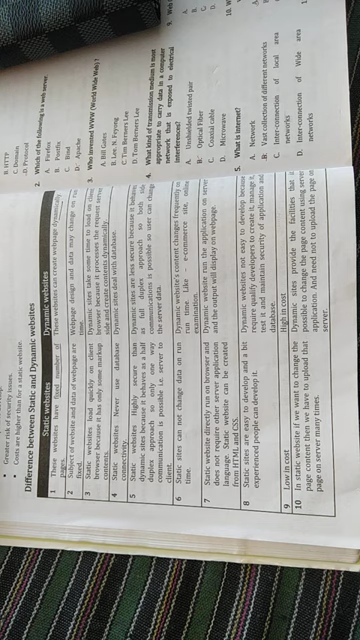 Greater risk of security issues.
Costs are higher than for a static website.
Difference between Static and Dynamic websites
Static websites
Dynamic websites
1 These websites have fixed number of pages.
These websites can create webpage dynamically
2 Subject of website and data of webpage are fixed.
Webpage design and data may change on run time.
3 Static websites load quickly on client browser because it has only some markup contents.
Dynamic sites take some time to load on client browser because it processes the request server side and create contents dynamically.
4 Static websites Never use database connectivity.
Dynamic sites deal with database.
5 Static websites Highly secure than dynamic sites because it behave as a half duplex approach so only one way communication is possible i.e. server to client.
Dynamic sites are less secure because it behave as full duplex approach so both side communications is possible so user can change the server data.
6 Static sites can not change data on run time.
Dynamic website's content changes frequently in run time. Like - e-commerce site, online examination.
7 Static website directly run on browser and does not require other server application language. Static website can be created from HTML and CSS.
Dynamic website run the application on server and the output will display on webpage.
8 Static sites are easy to develop and a bit experienced people can develop it.
Dynamic websites not easy to develop because require qualify developers to create it, manage it, test it and maintain security of application and database.
9 Low in cost
High in cost
10 In static website if we want to change the page content then we have to upload that page on server many times.
Dynamic sites provide the facilities that is possible to change the page content using server application. And need not to upload the page on server.
B. HTTP
C. Domain
D. Protocol
2. Which of the following is a web server.
A. Firefox
B. Putin
C. Bind
D. Apache
3. Who invented WWW (World Wide Web) ?
A. Bill Gates
B. Lee. N. Feyong
C. Tim Berners Lee
D. Tom Berners Lee
4. What kind of transmission medium is most appropriate to carry data in a computer network that is exposed to electrical interferences?
A. Unshielded twisted pair
B. Optical Fiber
C. Coaxial cable
D. Microwave
5. What is internet?
A. Network
B. Vast collection of different networks
C. Inter-connection of local area networks
D. Inter-connection of Wide area networks
9. Web
A.
B.
C.
D.
10. W
A.